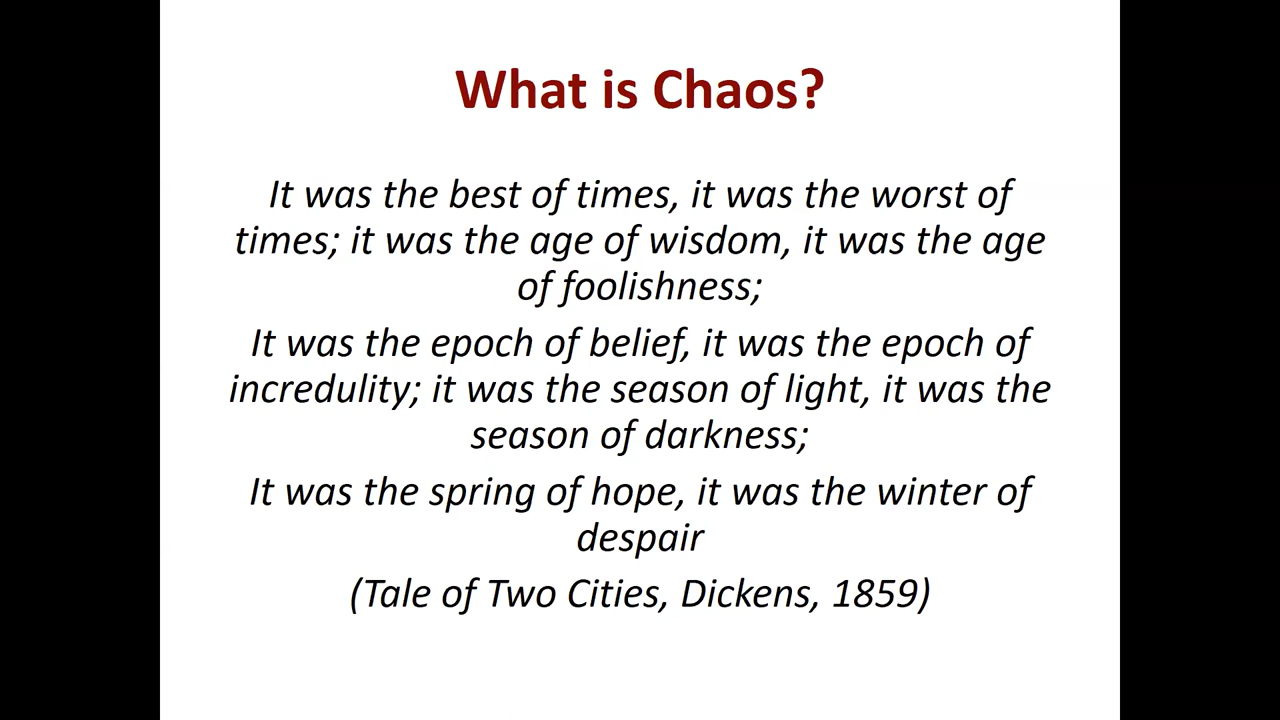 What is Chaos?
It was the best of times, it was the worst of
times; it was the age of wisdom, it was the age
of foolishness;
It was the epoch of belief, it was the epoch of
incredulity; it was the season of light, it was the
season of darkness;
It was the spring of hope, it was the winter of
despair
(Tale of Two Cities, Dickens, 1859)